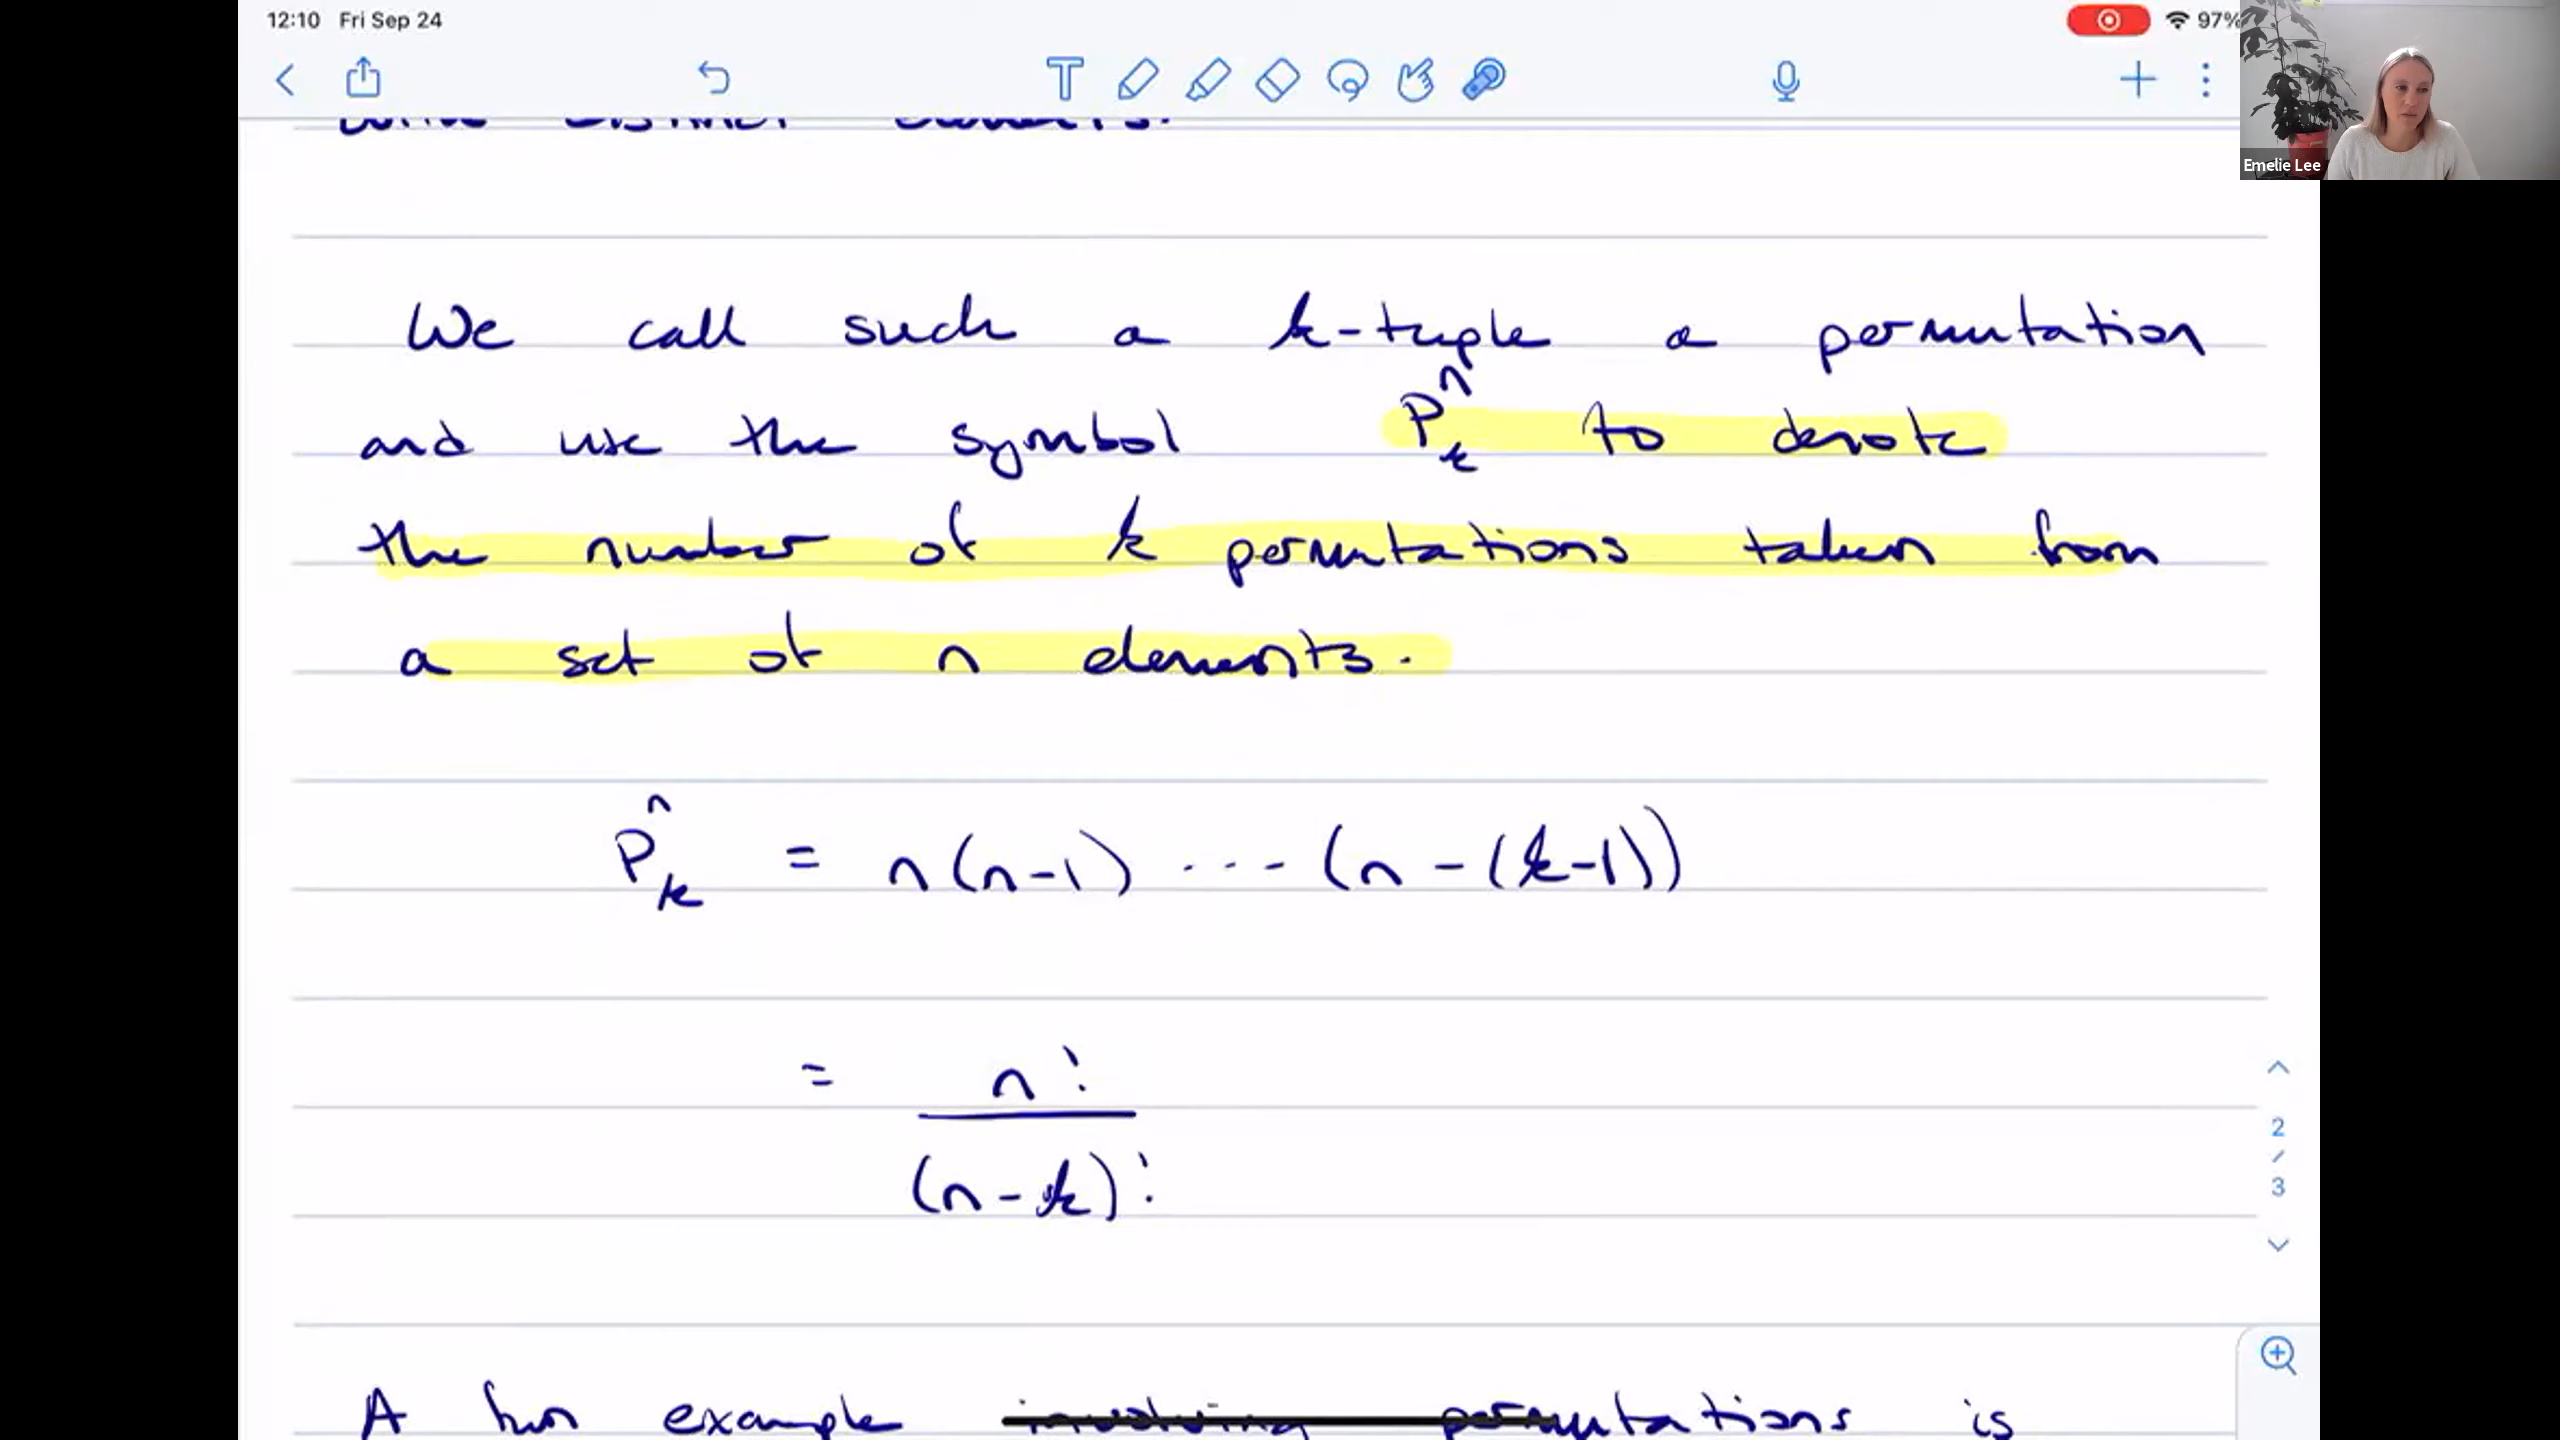 12:10 Fri Sep 24
97%
Emelie Lee
We call such a k-tuple a permutation
and use the symbol P^n_k to denote
the number of k permutations taken from
a set of n elements.
P^n_k = n(n-1) ---- (n-(k-1))
= n!
(n-k)!
2
/
3
A fun example involving permutations is